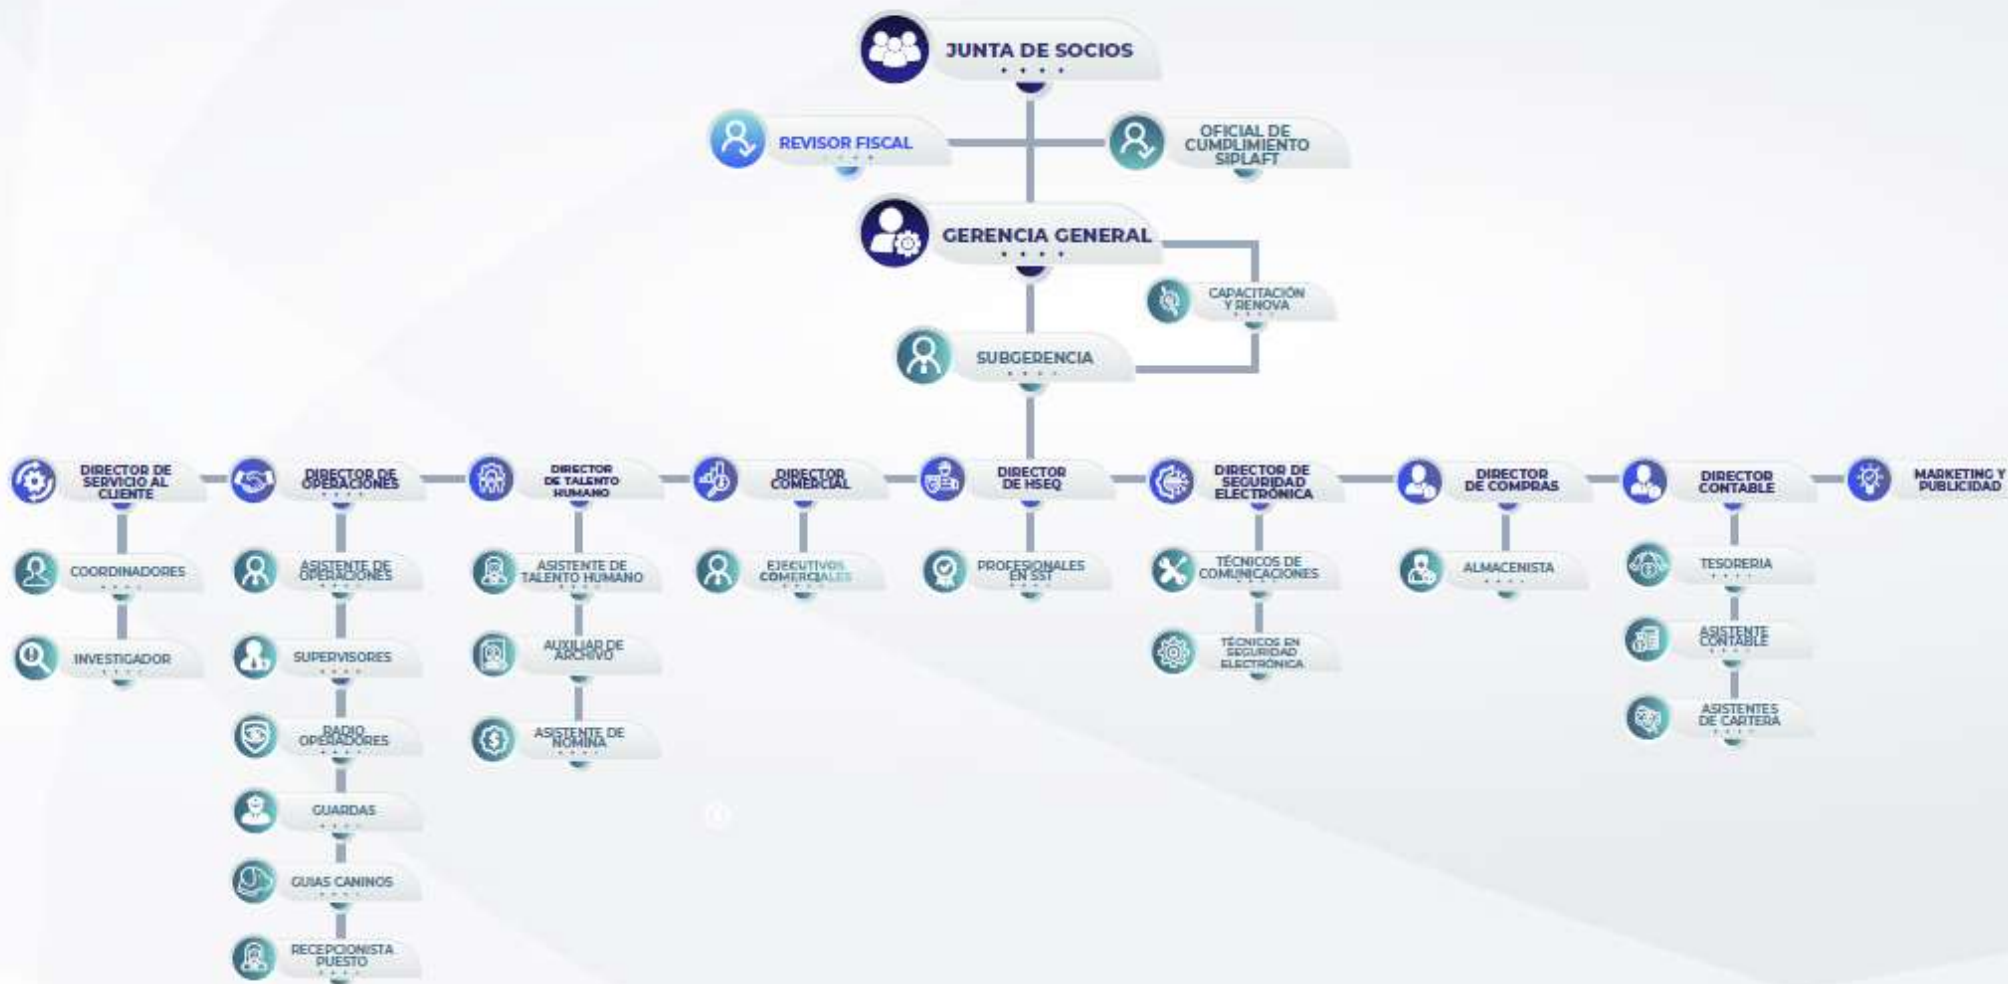 JUNTA DE SOCIOS
REVISOR FISCAL
OFICIAL DE
CUMPLIMIENTO
SIPLAFT
GERENCIA GENERAL
CAPACITACIÓN
Y RENOVA
SUBGERENCIA
DIRECTOR DE
SERVICIO AL
CLIENTE
DIRECTOR DE
OPERACIONES
DIRECTOR
DE TALENTO
HUMANO
DIRECTOR
COMERCIAL
DIRECTOR
DE HSEQ
DIRECTOR DE
SEGURIDAD
ELECTRÓNICA
DIRECTOR
DE COMPRAS
DIRECTOR
CONTABLE
MARKETING Y
PUBLICIDAD
COORDINADORES
ASISTENTE DE
OPERACIONES
ASISTENTE DE
TALENTO HUMANO
EJECUTIVOS
COMERCIALES
PROFESIONALES
EN SST
TÉCNICOS DE
COMUNICACIONES
ALMACENISTA
TESORERIA
INVESTIGADOR
SUPERVISORES
AUXILIAR DE
ARCHIVO
TÉCNICOS EN
SEGURIDAD
ELECTRÓNICA
ASISTENTE
CONTABLE
RADIO
OPERADORES
ASISTENTE DE
NOMINA
ASISTENTES
DE CARTERA
GUARDAS
GUIAS CANINOS
RECEPCIONISTA
PUESTO